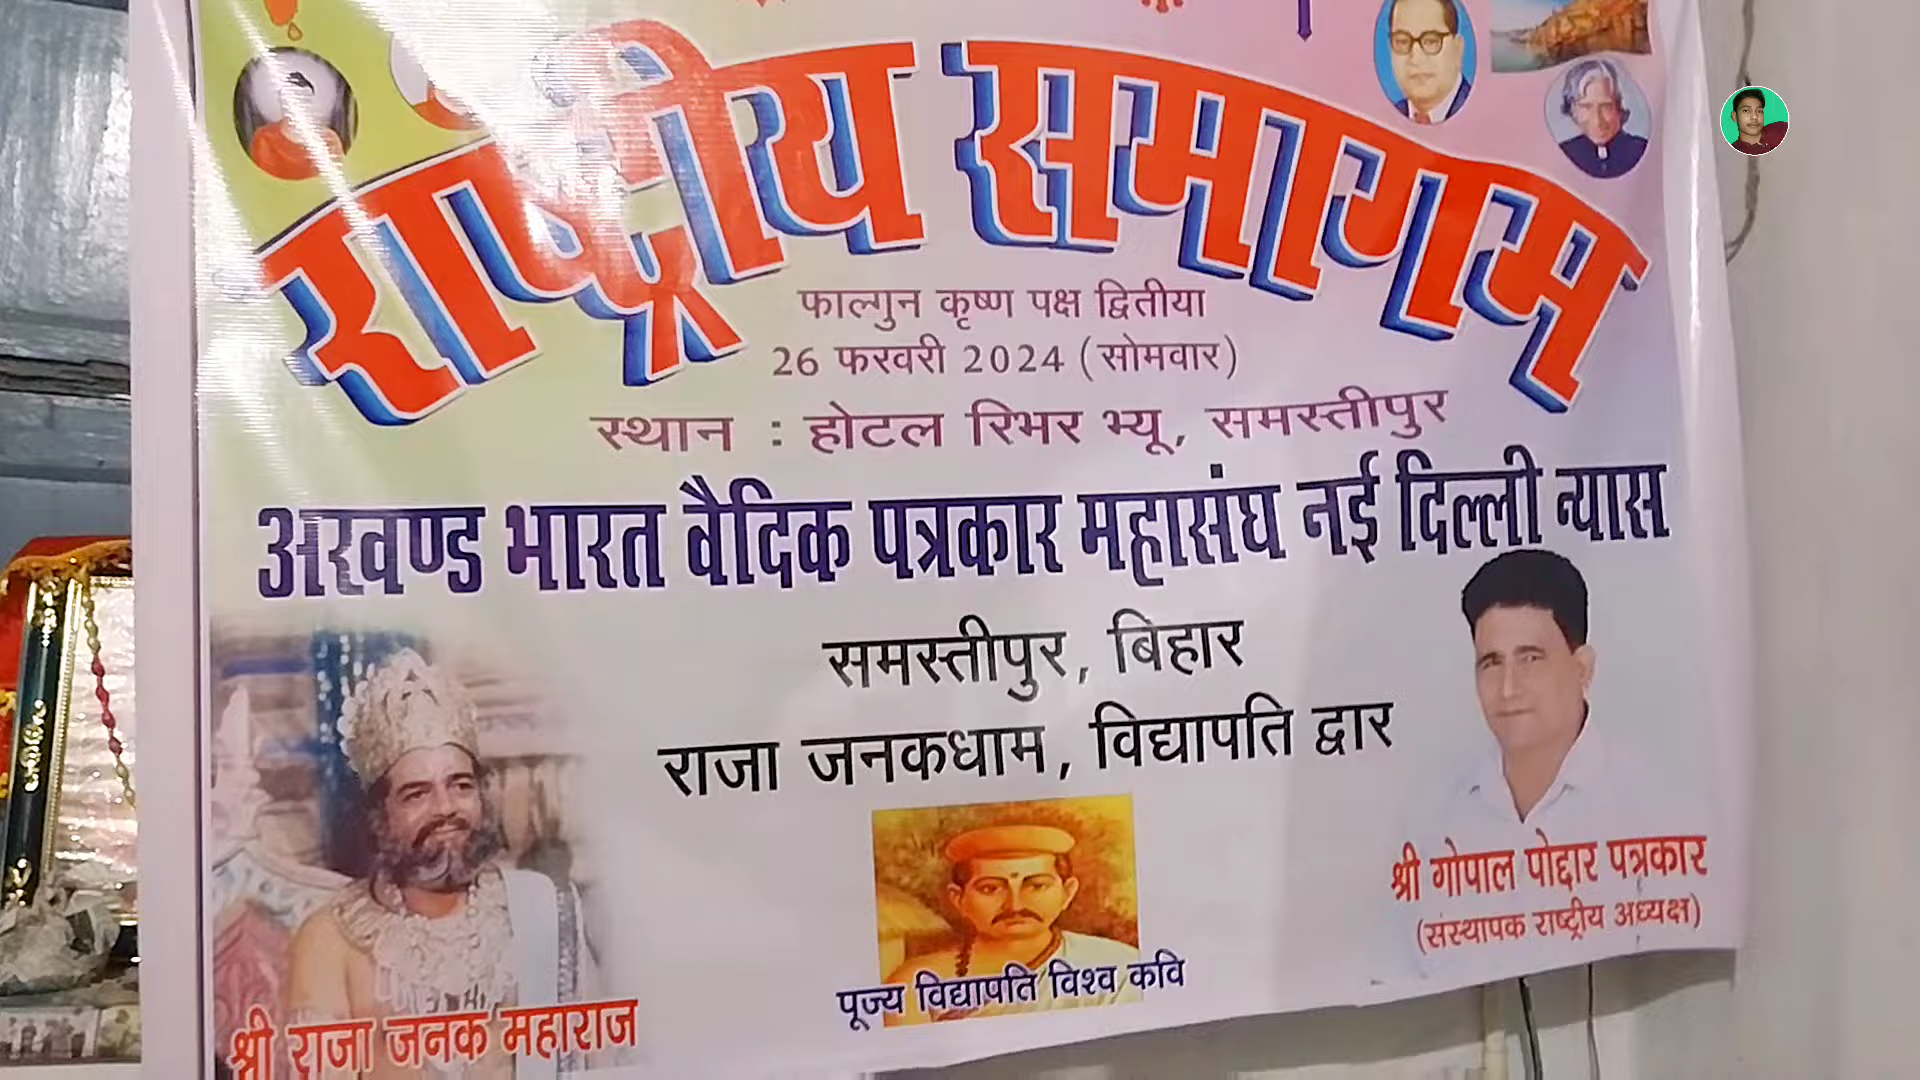 राष्ट्रीय समागम
फाल्गुन कृष्ण पक्ष द्वितीया
26 फरवरी 2024 (सोमवार)
स्थान : होटल रिभर भ्यू, समस्तीपुर
अखण्ड भारत वैदिक पत्रकार महासंघ नई दिल्ली न्यास
समस्तीपुर, बिहार
राजा जनकधाम, विद्यापति द्वार
श्री गोपाल पोद्दार पत्रकार
(संस्थापक राष्ट्रीय अध्यक्ष)
पूज्य विद्यापति विश्व कवि
श्री राजा जनक महाराज